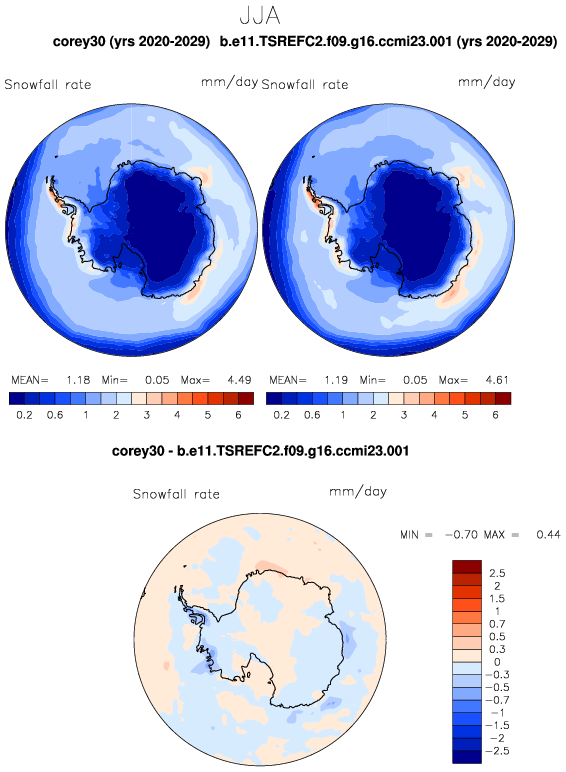 JJA
corey30 (yrs 2020-2029) b.e11.TSREFC2.f09.g16.ccmi23.001 (yrs 2020-2029)
Snowfall rate mm/day Snowfall rate mm/day
MEAN= 1.18 Min= 0.05 Max= 4.49 MEAN= 1.19 Min= 0.05 Max= 4.61
0.2 0.6 1 2 3 4 5 6 0.2 0.6 1 2 3 4 5 6
corey30 - b.e11.TSREFC2.f09.g16.ccmi23.001
Snowfall rate mm/day
MIN = -0.70 MAX = 0.44
2.5
2
1.5
1
0.7
0.5
0.3
0
-0.3
-0.5
-0.7
-1
-1.5
-2
-2.5